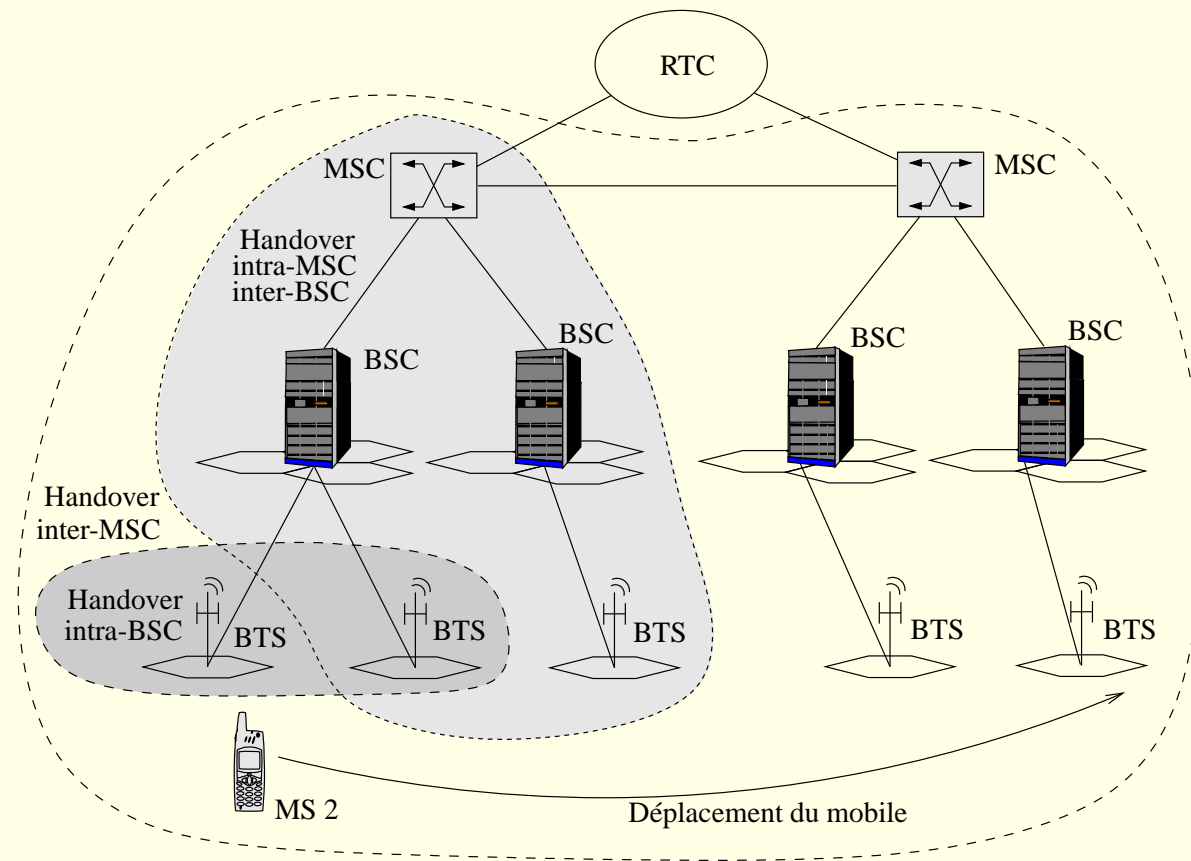 RTC
MSC
MSC
Handover
intra-MSC
inter-BSC
BSC
BSC
BSC
BSC
Handover
inter-MSC
Handover
intra-BSC
BTS
BTS
BTS
BTS
BTS
MS 2
Déplacement du mobile